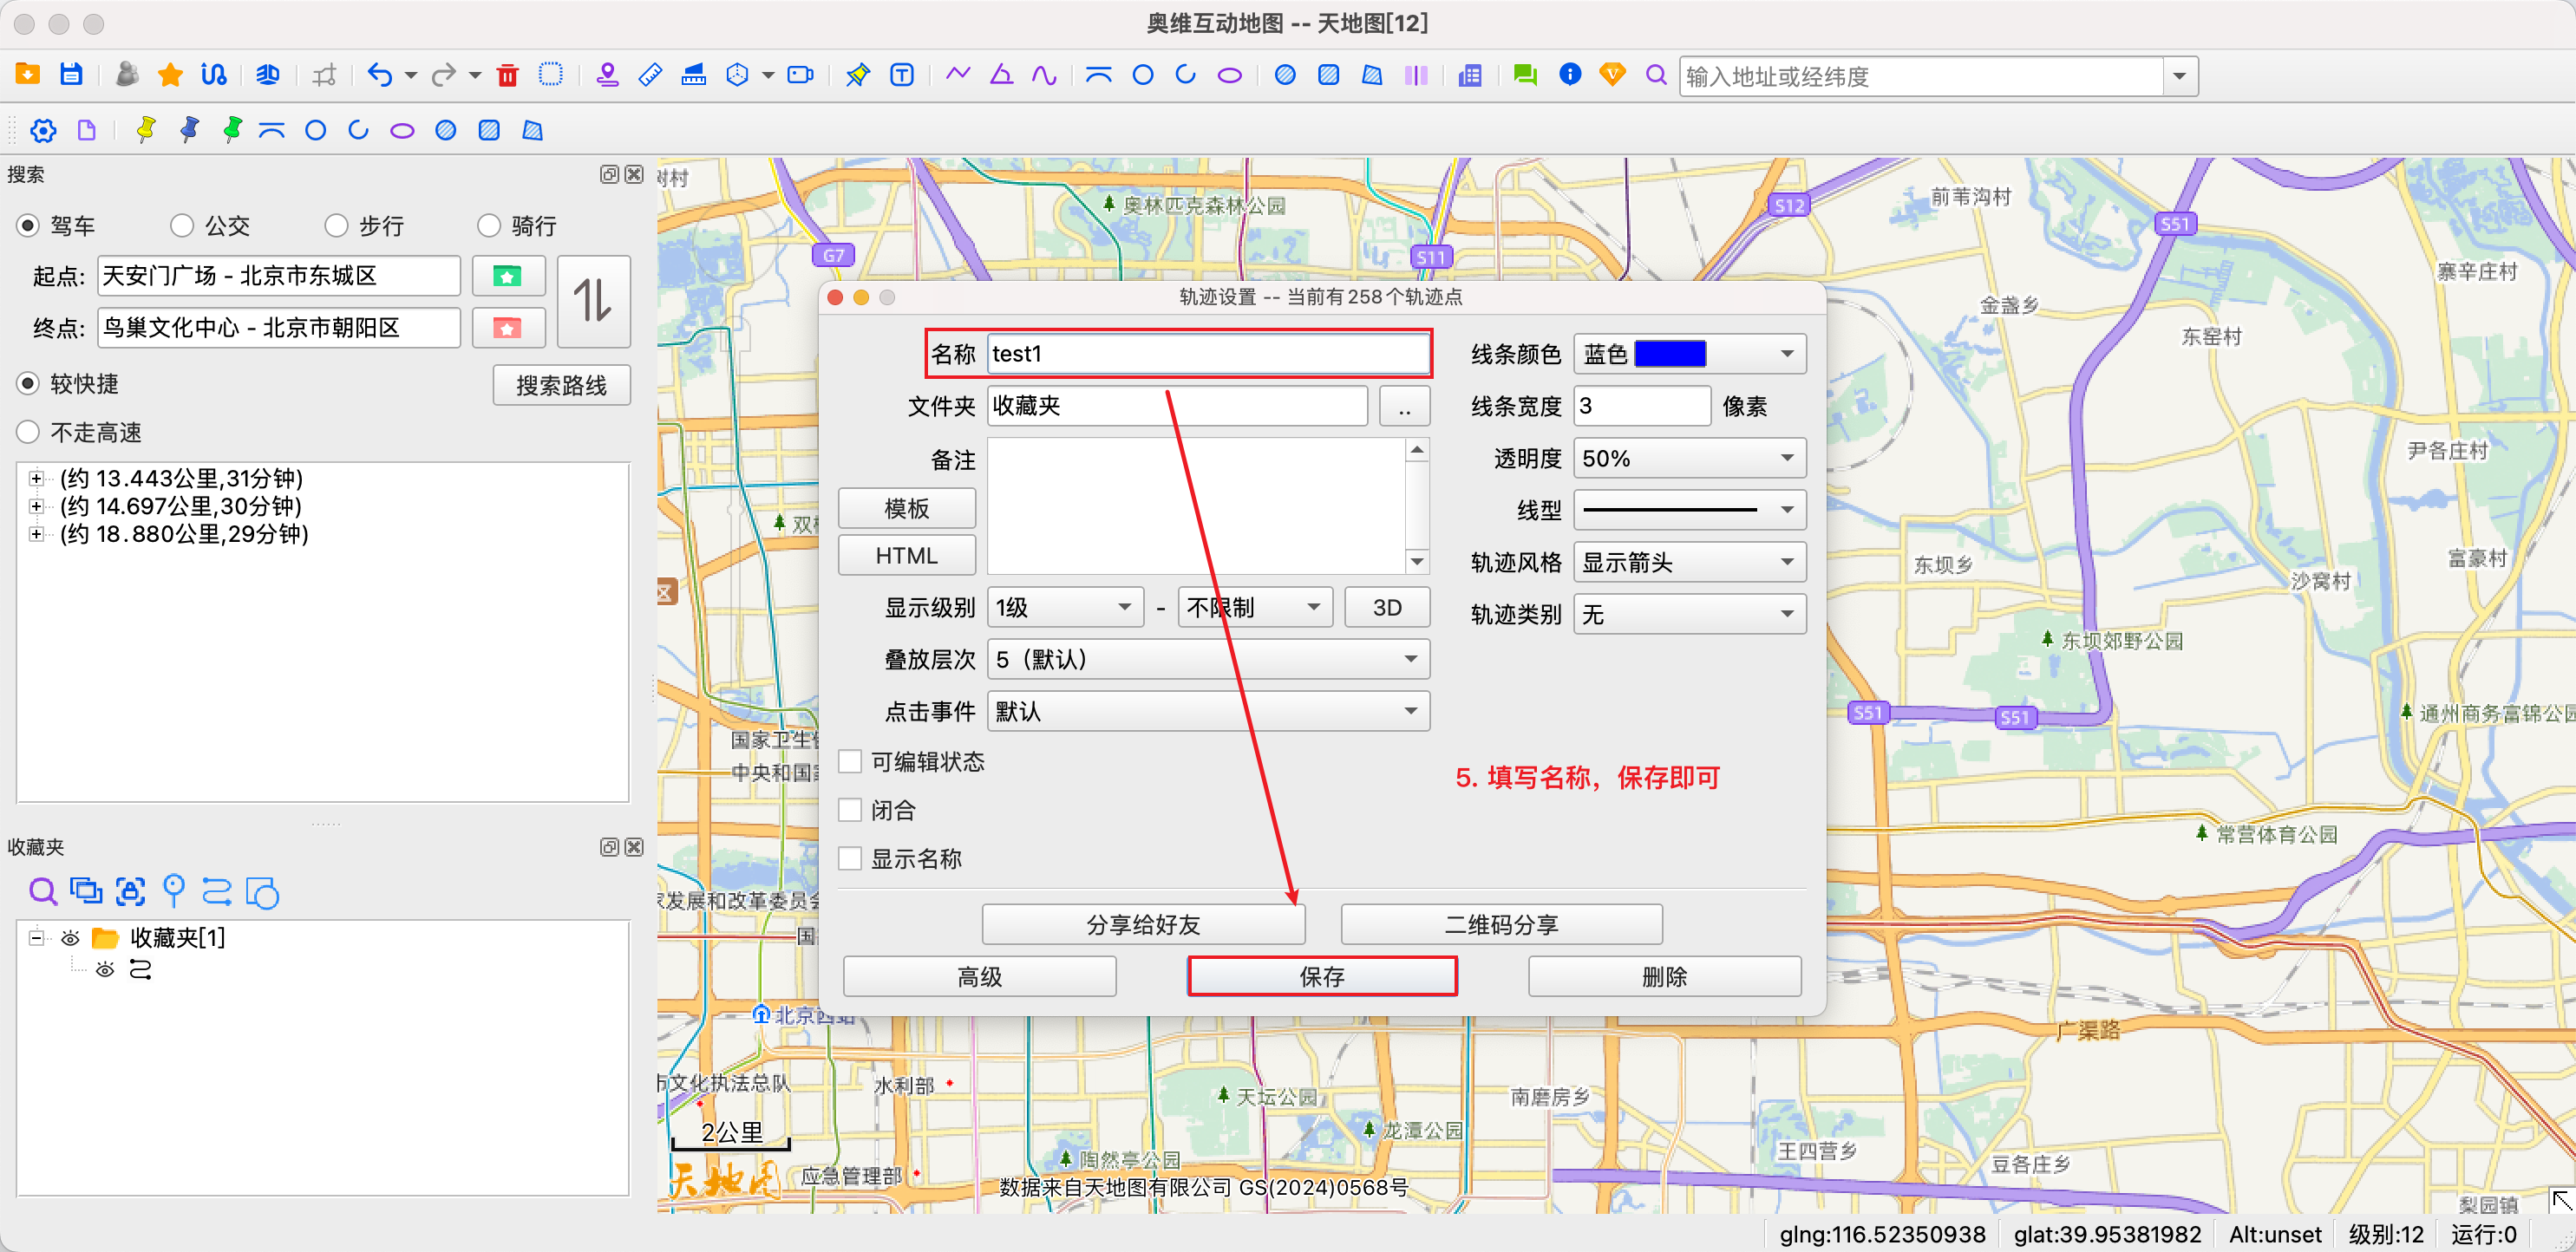 奥维互动地图 -- 天地图[12]
输入地址或经纬度
搜索
驾车 公交 步行 骑行
起点: 天安门广场 - 北京市东城区
终点: 鸟巢文化中心 - 北京市朝阳区
较快捷 搜索路线
不走高速
(约 13.443公里,31分钟)
(约 14.697公里,30分钟)
(约 18.880公里,29分钟)
收藏夹
收藏夹[1]
轨迹设置 -- 当前有258个轨迹点
名称 test1
线条颜色 蓝色
文件夹 收藏夹 ..
线条宽度 3 像素
备注
透明度 50%
模板
线型
HTML
轨迹风格 显示箭头
显示级别 1级 - 不限制 3D
轨迹类别 无
叠放层次 5（默认）
点击事件 默认
可编辑状态
5. 填写名称，保存即可
闭合
显示名称
分享给好友 二维码分享
高级 保存 删除
树村
奥林匹克森林公园
G7
S11
S12
前苇沟村
S51
寨辛庄村
金盏乡
东窑村
尹各庄村
东坝乡
沙窝村
富豪村
东坝郊野公园
S51
S51
通州商务富锦公园
常营体育公园
国家卫生
中央和国
家发展和改革委员会
国
北京西站
广渠路
市文化执法总队
水利部
天坛公园
南磨房乡
龙潭公园
王四营乡
陶然亭公园
豆各庄乡
应急管理部
梨园镇
2公里
天地图
数据来自天地图有限公司 GS(2024)0568号
glng:116.52350938 glat:39.95381982 Alt:unset 级别:12 运行:0